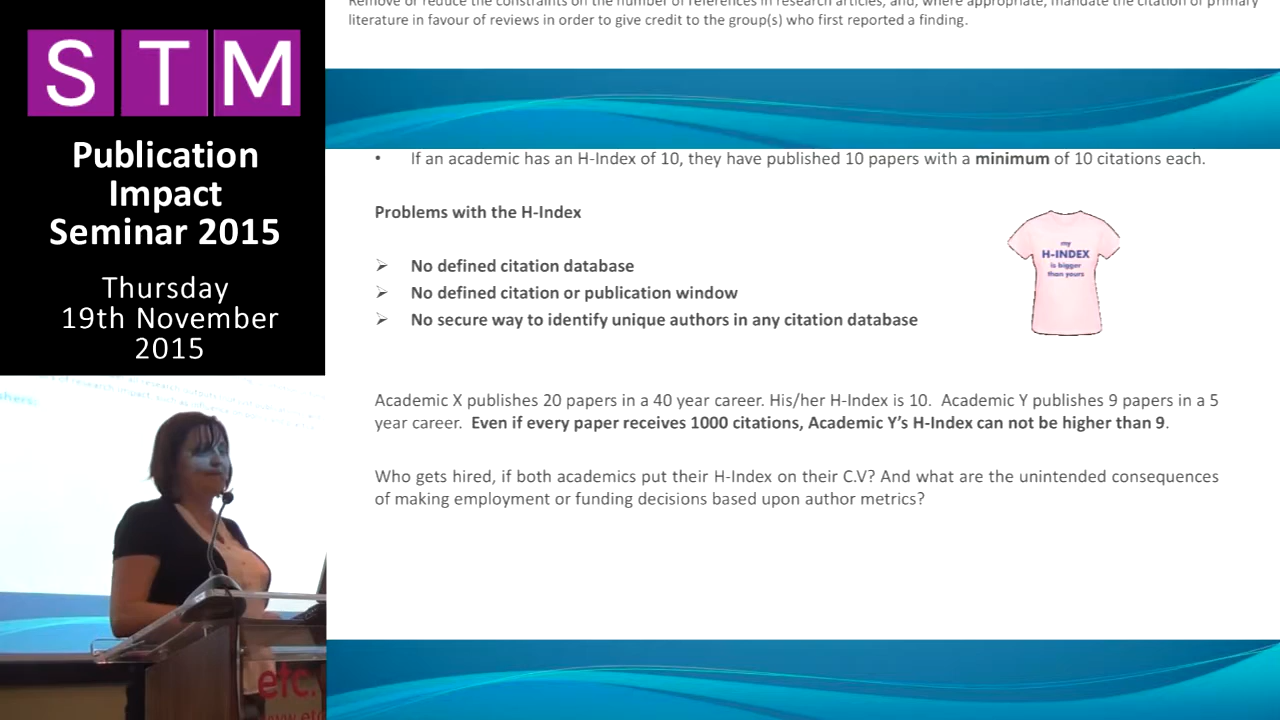 STM
Publication
Impact
Seminar 2015
Thursday
19th November
2015
Remove or reduce the constraints on the number of references in research articles, and, where appropriate, mandate the citation of primary
literature in favour of reviews in order to give credit to the group(s) who first reported a finding.
• If an academic has an H-Index of 10, they have published 10 papers with a minimum of 10 citations each.
Problems with the H-Index
my
H-INDEX
is bigger
than yours
➢ No defined citation database
➢ No defined citation or publication window
➢ No secure way to identify unique authors in any citation database
Academic X publishes 20 papers in a 40 year career. His/her H-Index is 10. Academic Y publishes 9 papers in a 5
year career. Even if every paper receives 1000 citations, Academic Y’s H-Index can not be higher than 9.
Who gets hired, if both academics put their H-Index on their C.V? And what are the unintended consequences
of making employment or funding decisions based upon author metrics?
etc.